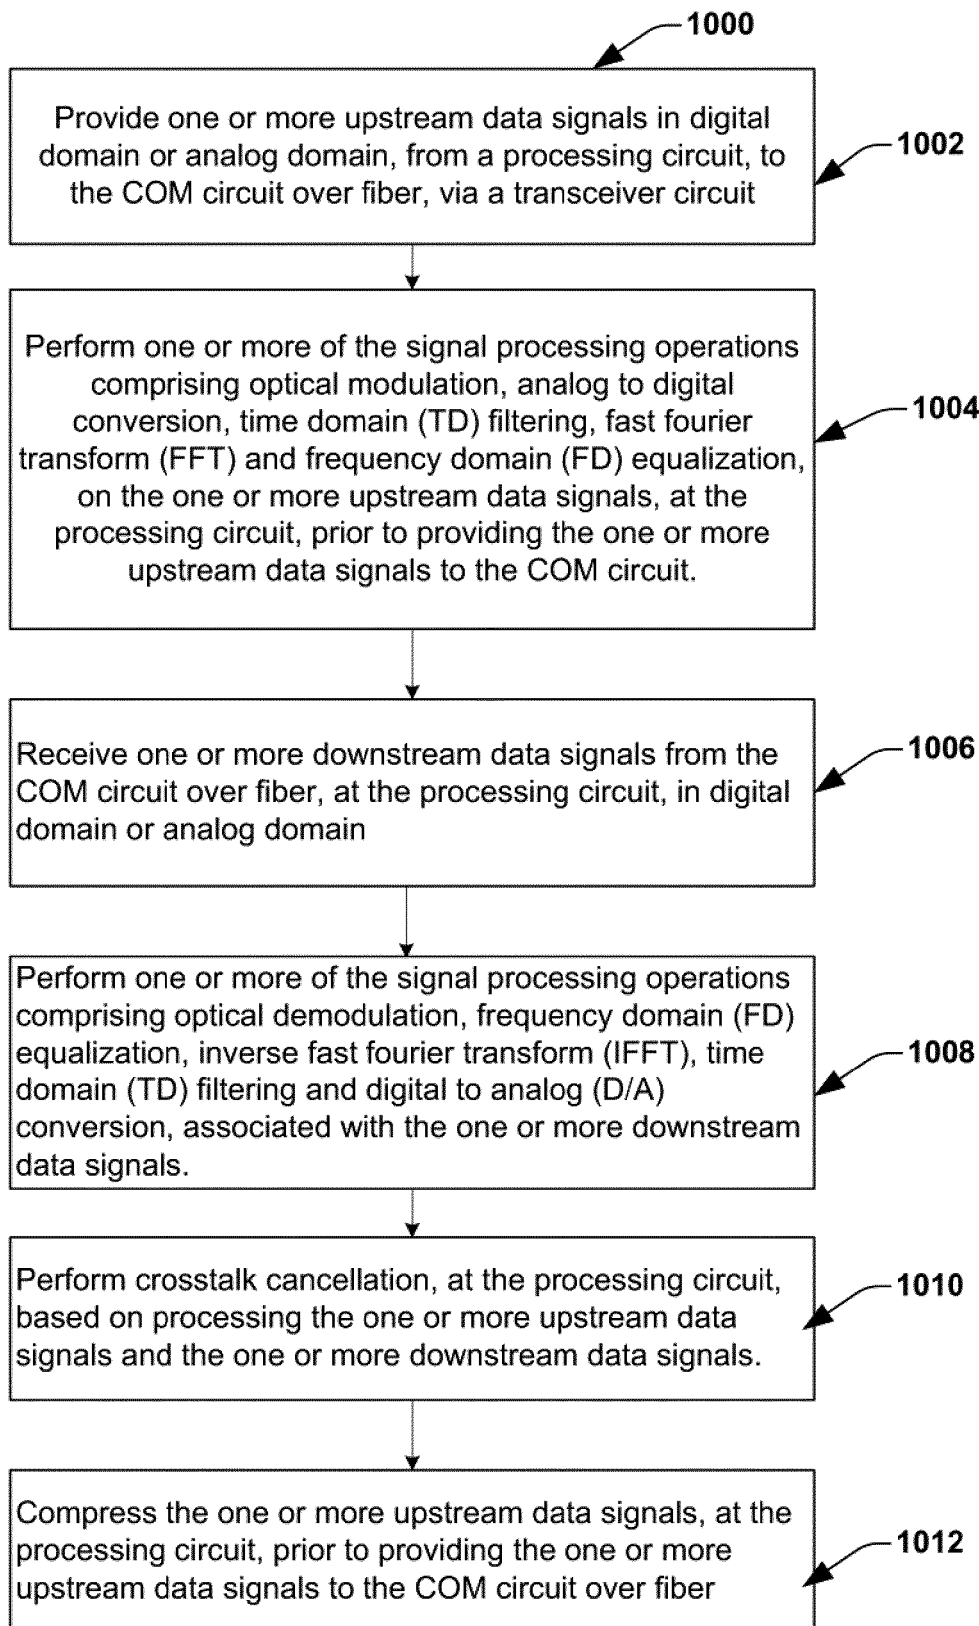 1000
Provide one or more upstream data signals in digital
domain or analog domain, from a processing circuit, to
the COM circuit over fiber, via a transceiver circuit
1002
Perform one or more of the signal processing operations
comprising optical modulation, analog to digital
conversion, time domain (TD) filtering, fast fourier
transform (FFT) and frequency domain (FD) equalization,
on the one or more upstream data signals, at the
processing circuit, prior to providing the one or more
upstream data signals to the COM circuit.
1004
Receive one or more downstream data signals from the
COM circuit over fiber, at the processing circuit, in digital
domain or analog domain
1006
Perform one or more of the signal processing operations
comprising optical demodulation, frequency domain (FD)
equalization, inverse fast fourier transform (IFFT), time
domain (TD) filtering and digital to analog (D/A)
conversion, associated with the one or more downstream
data signals.
1008
Perform crosstalk cancellation, at the processing circuit,
based on processing the one or more upstream data
signals and the one or more downstream data signals.
1010
Compress the one or more upstream data signals, at the
processing circuit, prior to providing the one or more
upstream data signals to the COM circuit over fiber
1012